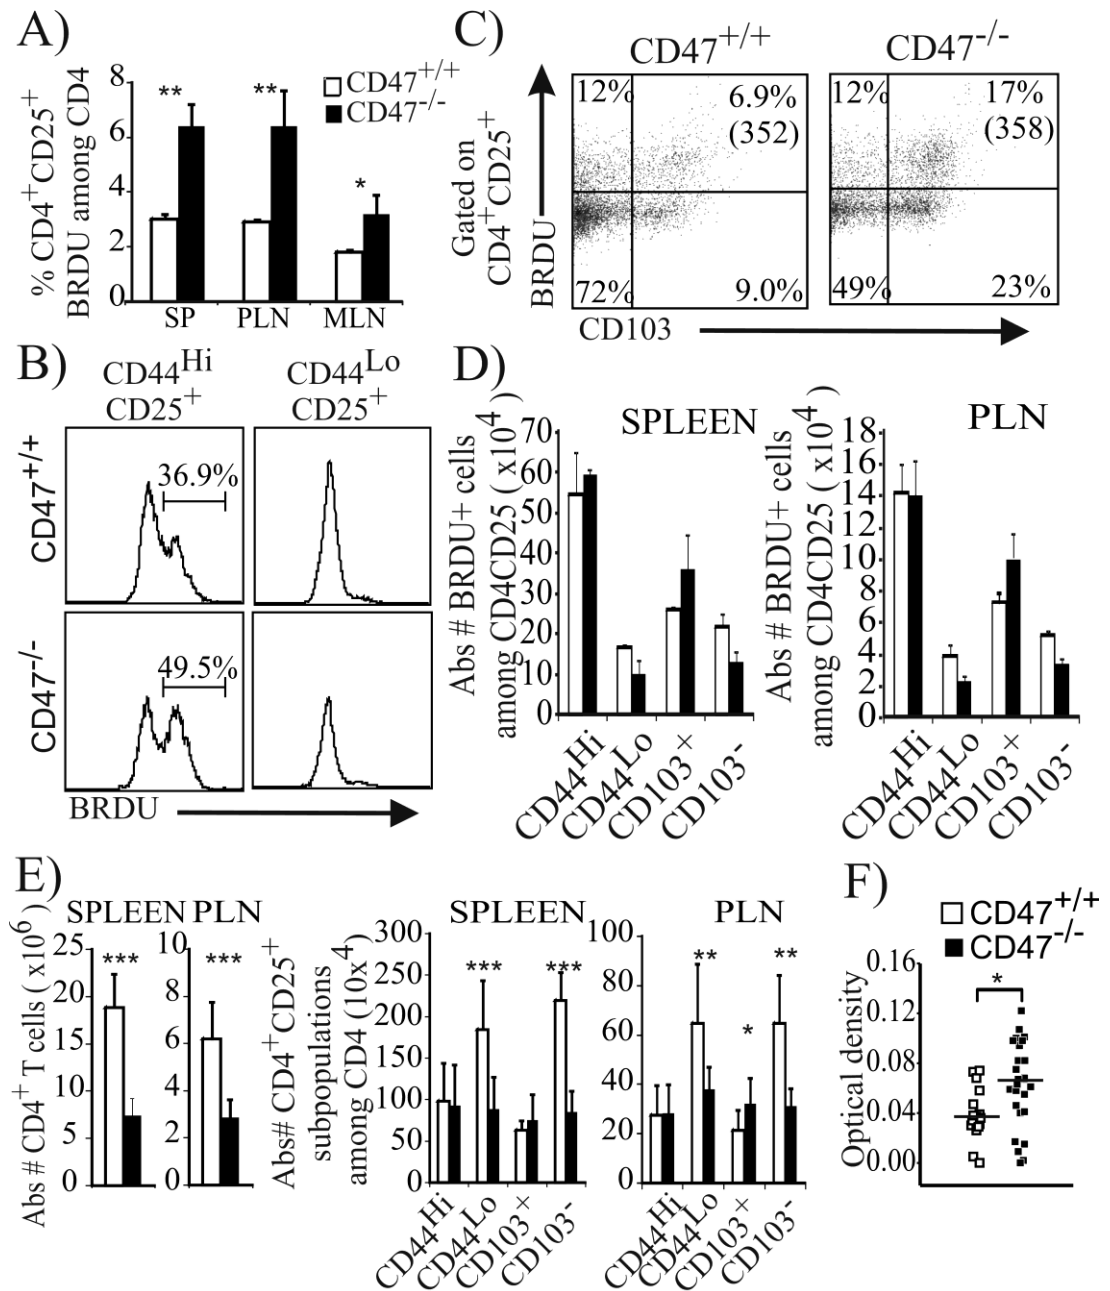 A)
% CD4+ CD25+
BRDU among CD4
8
6
4
2
0
**
**
*
CD47+/+
CD47-/-
SP PLN MLN
B)
CD44Hi
CD25+
CD44Lo
CD25+
CD47+/+
36.9%
CD47-/-
49.5%
BRDU
C)
CD47+/+
CD47-/-
Gated on
CD4+CD25+
BRDU
12%
6.9%
(352)
72%
9.0%
12%
17%
(358)
49%
23%
CD103
D)
SPLEEN
Abs # BRDU+ cells
among CD4CD25 ( x10^4 )
70
60
50
40
30
20
10
0
CD44Hi
CD44Lo
CD103+
CD103-
PLN
Abs # BRDU+ cells
among CD4CD25 ( x10^4 )
18
16
14
12
10
8
6
4
2
0
CD44Hi
CD44Lo
CD103+
CD103-
E)
SPLEEN
Abs # CD4+ T cells ( x10^6)
25
20
15
10
5
0
***
PLN
10
8
6
4
2
0
***
SPLEEN
Abs# CD4+CD25+
subpopulations
among CD4 (10x4)
300
250
200
150
100
50
0
***
***
CD44Hi
CD44Lo
CD103+
CD103-
PLN
100
80
60
40
20
0
**
*
**
CD44Hi
CD44Lo
CD103+
CD103-
F)
CD47+/+
CD47-/-
Optical density
0.16
0.12
0.08
0.04
0.00
*